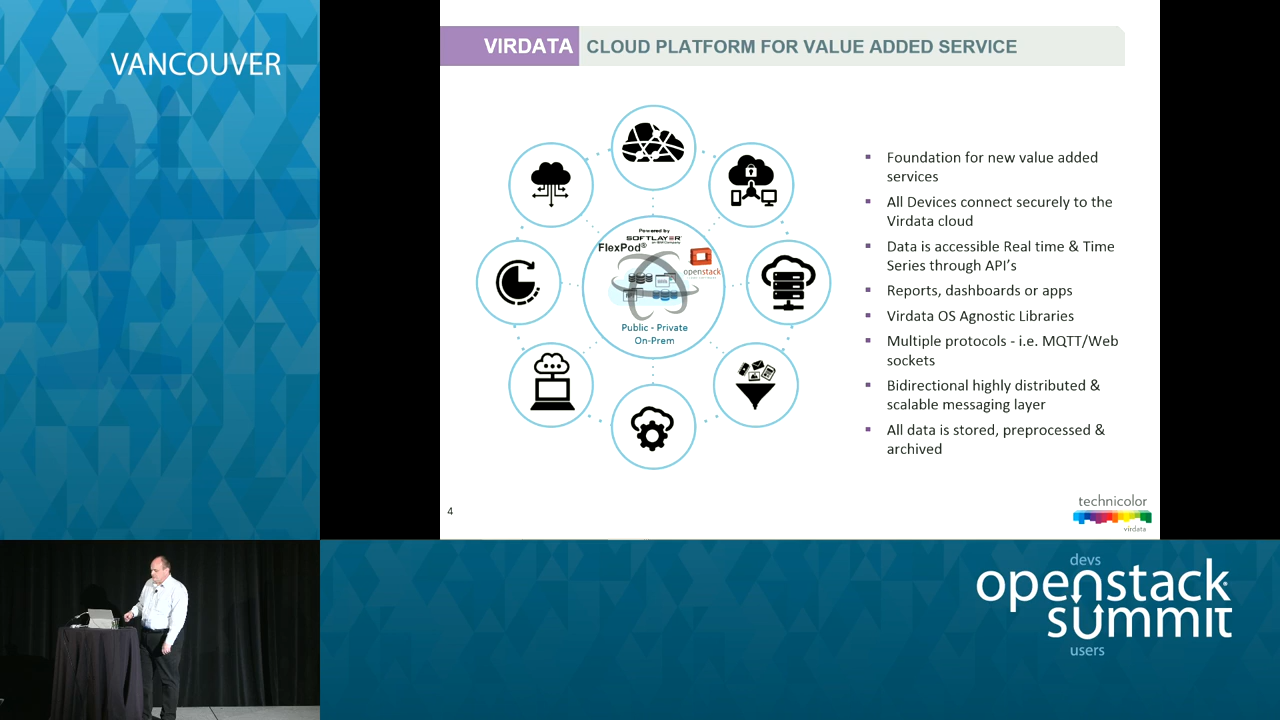 VANCOUVER
VIRDATA CLOUD PLATFORM FOR VALUE ADDED SERVICE
Powered by
SOFTLAYER
an IBM Company
FlexPod®
openstack
Public - Private
On-Prem
▪ Foundation for new value added
services
▪ All Devices connect securely to the
Virdata cloud
▪ Data is accessible Real time & Time
Series through API's
▪ Reports, dashboards or apps
▪ Virdata OS Agnostic Libraries
▪ Multiple protocols - i.e. MQTT/Web
sockets
▪ Bidirectional highly distributed &
scalable messaging layer
▪ All data is stored, preprocessed &
archived
4
technicolor
virdata
devs
openstack
summit
users